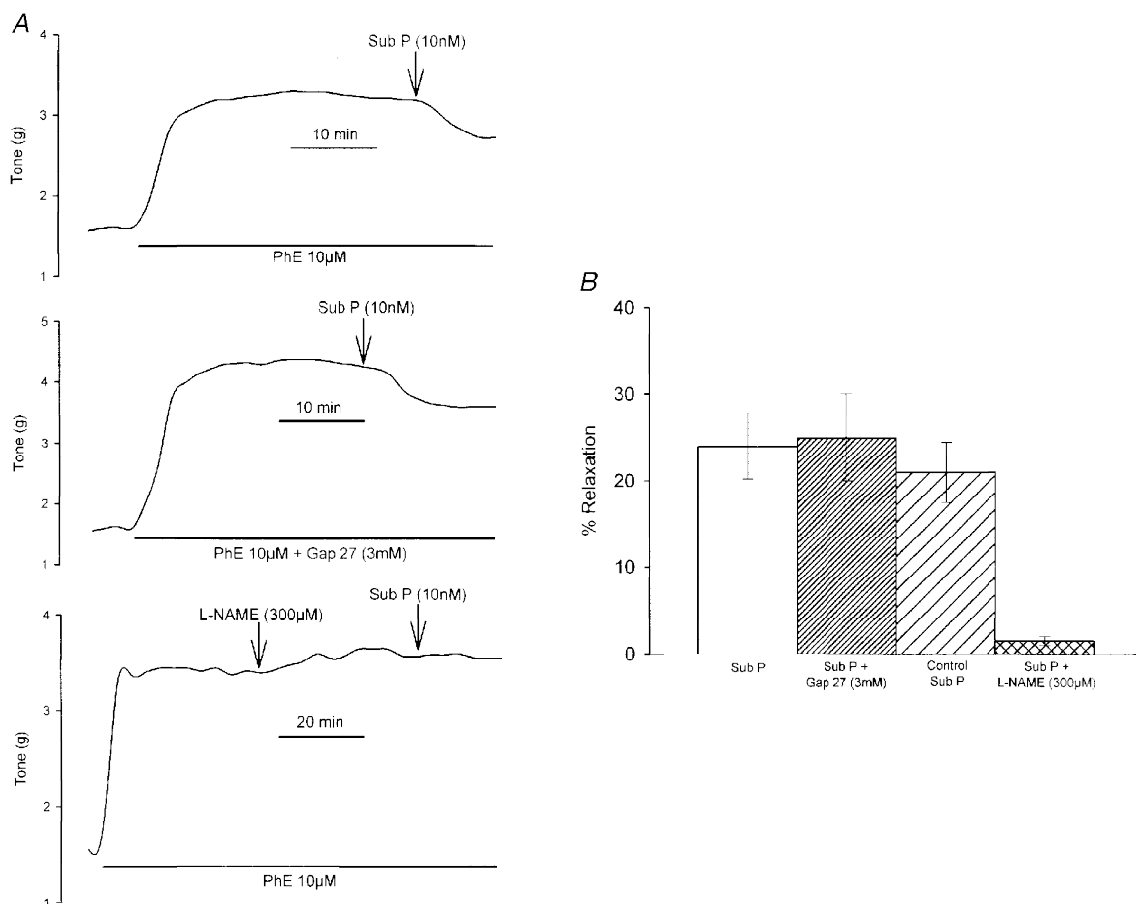 A
4
3
2
1
Tone (g)
Sub P (10nM)
10 min
PhE 10µM
5
4
3
2
1
Tone (g)
Sub P (10nM)
10 min
PhE 10µM + Gap 27 (3mM)
4
3
2
1
Tone (g)
L-NAME (300µM)
Sub P (10nM)
20 min
PhE 10µM
B
40
30
20
10
0
% Relaxation
Sub P
Sub P +
Gap 27 (3mM)
Control
Sub P
Sub P +
L-NAME (300µM)